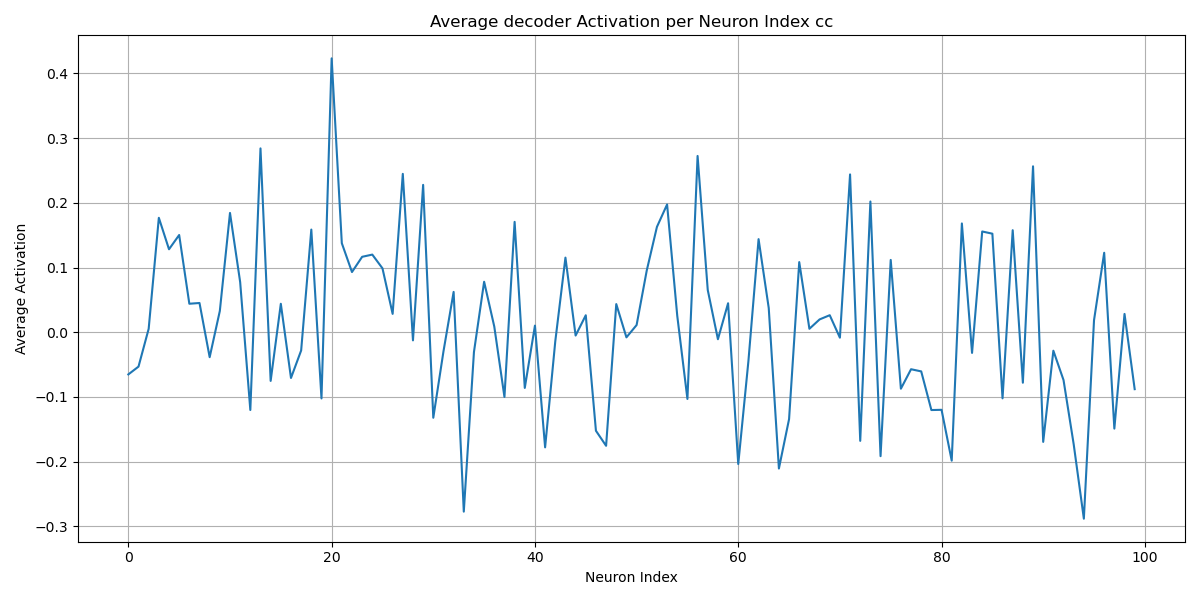 Average decoder Activation per Neuron Index cc
Average Activation
0.4
0.3
0.2
0.1
0.0
−0.1
−0.2
−0.3
0 20 40 60 80 100
Neuron Index